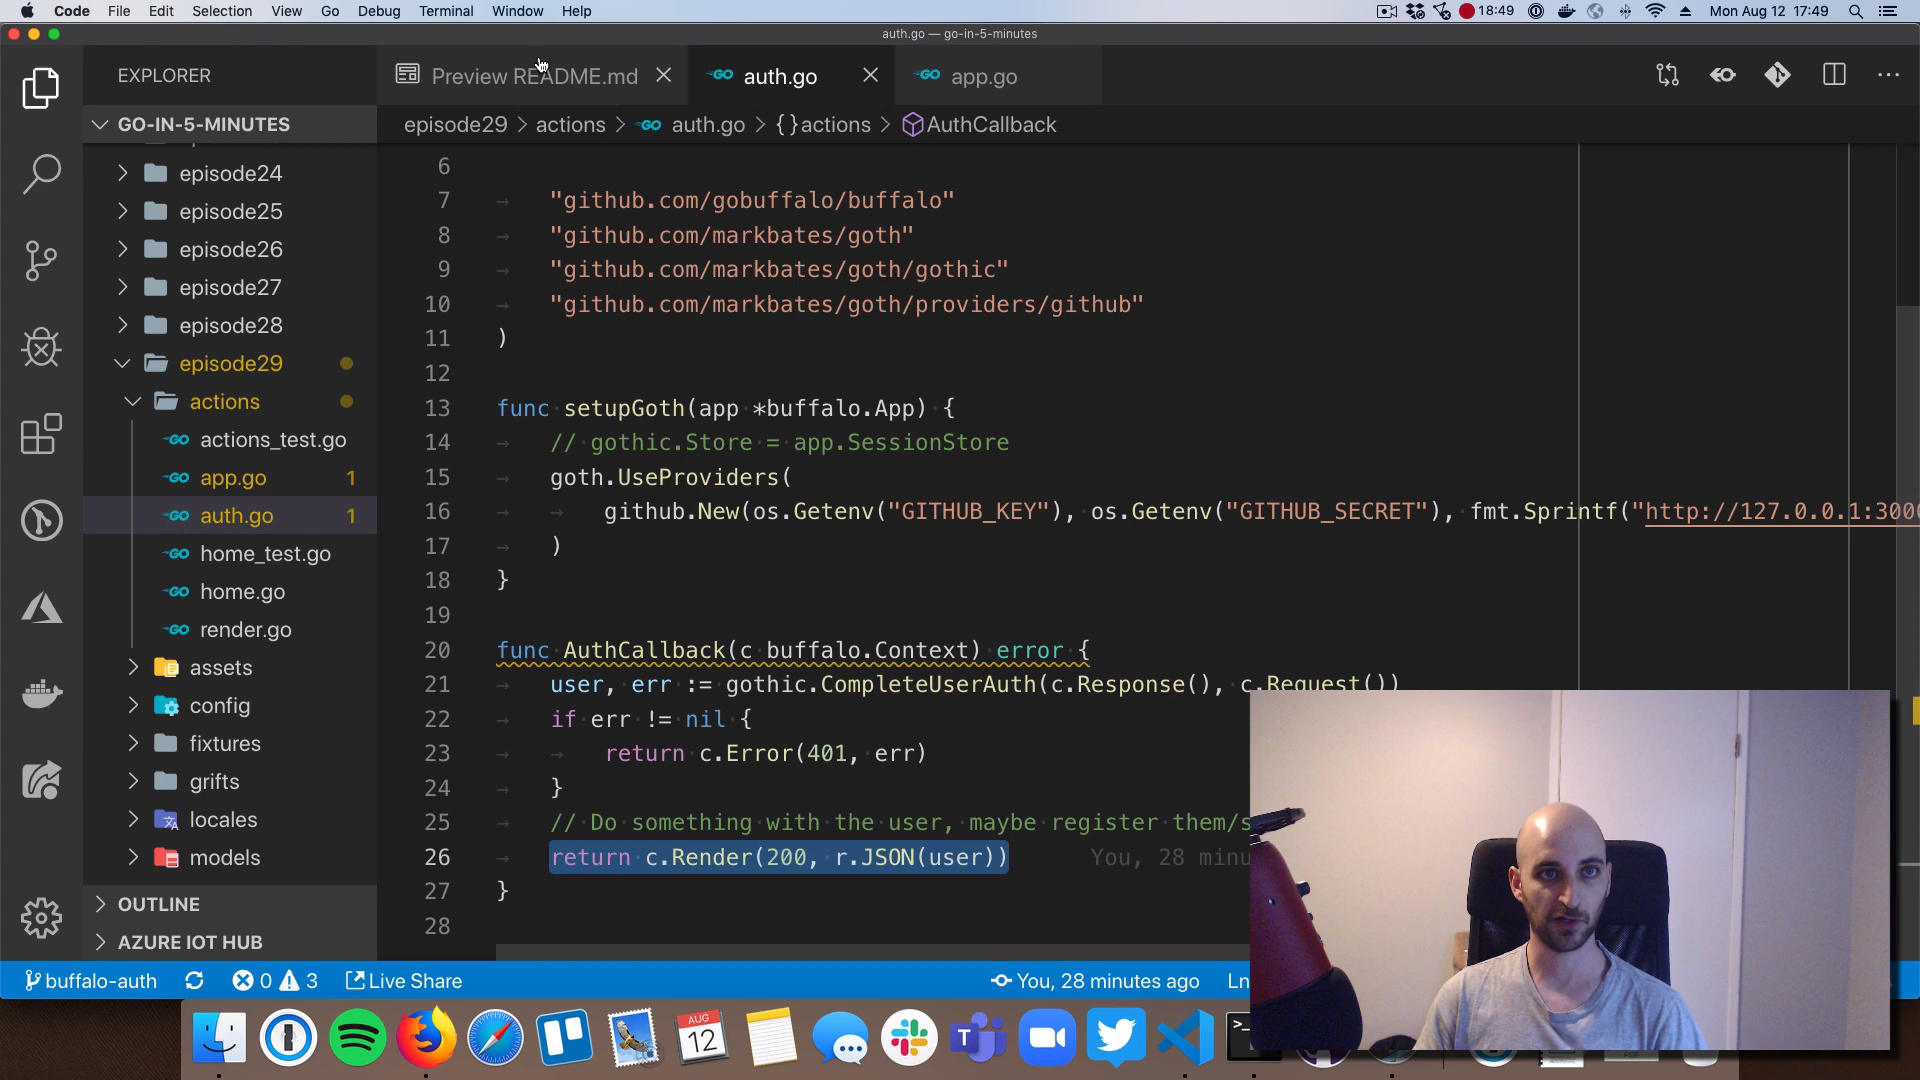 Code File Edit Selection View Go Debug Terminal Window Help
18:49
Mon Aug 12 17:49
auth.go — go-in-5-minutes
EXPLORER
Preview README.md
auth.go
app.go
GO-IN-5-MINUTES
episode29 > actions > auth.go > {} actions > AuthCallback
episode24
episode25
episode26
episode27
episode28
episode29
actions
actions_test.go
app.go 1
auth.go 1
home_test.go
home.go
render.go
assets
config
fixtures
grifts
locales
models
OUTLINE
AZURE IOT HUB
6
7 "github.com/gobuffalo/buffalo"
8 "github.com/markbates/goth"
9 "github.com/markbates/goth/gothic"
10 "github.com/markbates/goth/providers/github"
11 )
12
13 func setupGoth(app *buffalo.App) {
14 // gothic.Store = app.SessionStore
15 goth.UseProviders(
16 github.New(os.Getenv("GITHUB_KEY"), os.Getenv("GITHUB_SECRET"), fmt.Sprintf("http://127.0.0.1:3000
17 )
18 }
19
20 func AuthCallback(c buffalo.Context) error {
21 user, err := gothic.CompleteUserAuth(c.Response(), c.Request())
22 if err != nil {
23 return c.Error(401, err)
24 }
25 // Do something with the user, maybe register them/s
26 return c.Render(200, r.JSON(user)) You, 28 minu
27 }
28
buffalo-auth 0 3 Live Share You, 28 minutes ago Ln
AUG
12